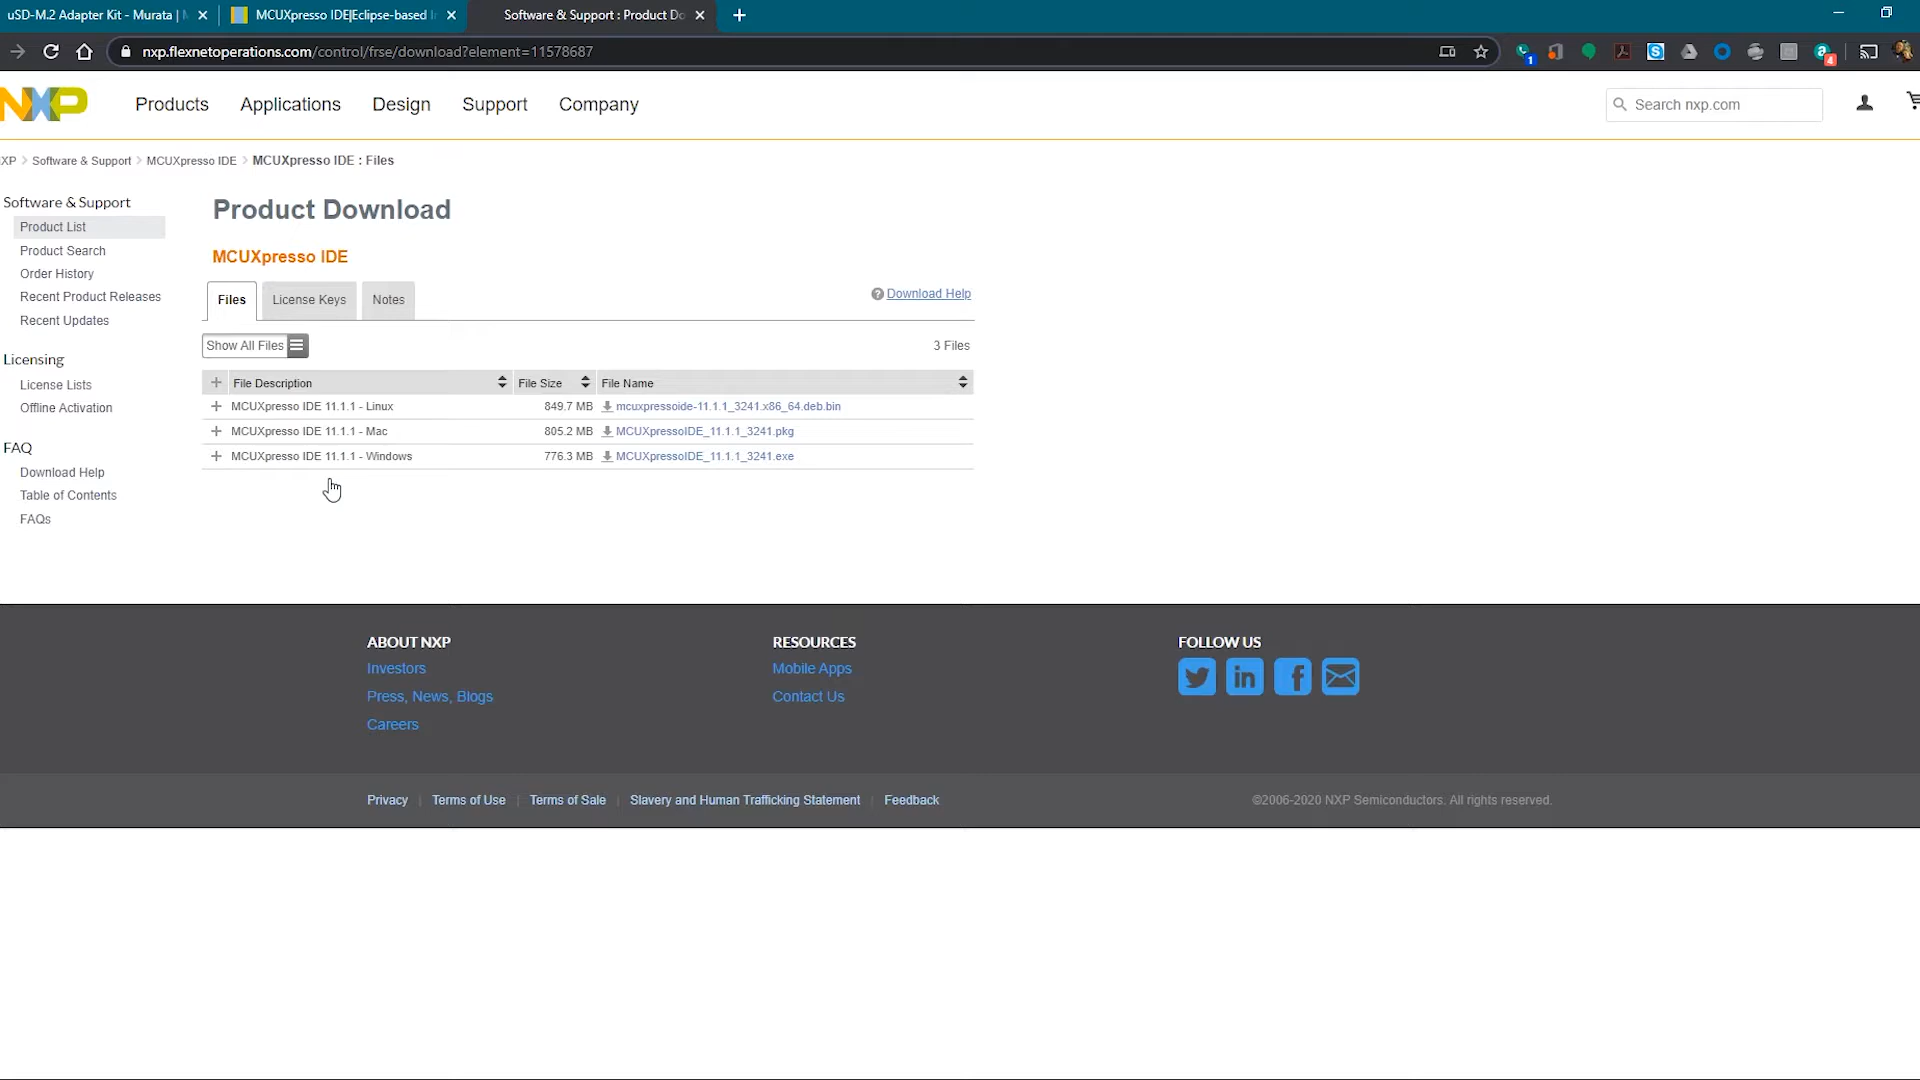 uSD-M.2 Adapter Kit - Murata |
MCUXpresso IDE|Eclipse-based I
Software & Support : Product Do
nxp.flexnetoperations.com/control/frse/download?element=11578687
1
S
4
NXP
Products
Applications
Design
Support
Company
Search nxp.com
XP > Software & Support > MCUXpresso IDE > MCUXpresso IDE : Files
Software & Support
Product List
Product Search
Order History
Recent Product Releases
Recent Updates
Licensing
License Lists
Offline Activation
FAQ
Download Help
Table of Contents
FAQs
Product Download
MCUXpresso IDE
Files
License Keys
Notes
? Download Help
Show All Files
3 Files
+ File Description File Size File Name
+ MCUXpresso IDE 11.1.1 - Linux 849.7 MB mcuxpressoide-11.1.1_3241.x86_64.deb.bin
+ MCUXpresso IDE 11.1.1 - Mac 805.2 MB MCUXpressoIDE_11.1.1_3241.pkg
+ MCUXpresso IDE 11.1.1 - Windows 776.3 MB MCUXpressoIDE_11.1.1_3241.exe
ABOUT NXP
Investors
Press, News, Blogs
Careers
RESOURCES
Mobile Apps
Contact Us
FOLLOW US
in
f
Privacy | Terms of Use | Terms of Sale | Slavery and Human Trafficking Statement | Feedback
©2006-2020 NXP Semiconductors. All rights reserved.